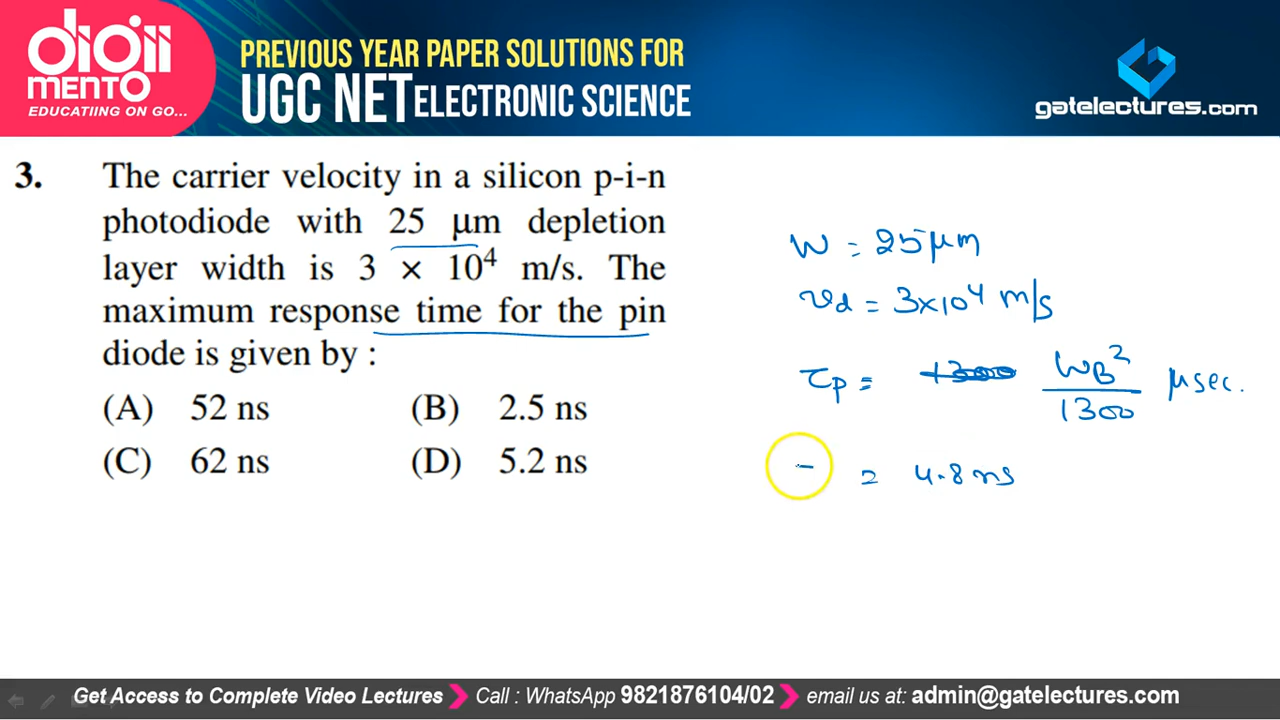 digii
MENTO
EDUCATIING ON GO...
PREVIOUS YEAR PAPER SOLUTIONS FOR
UGC NET ELECTRONIC SCIENCE
gatelectures.com
3. The carrier velocity in a silicon p-i-n
photodiode with 25 μm depletion
layer width is 3 × 10⁴ m/s. The
maximum response time for the pin
diode is given by :
(A) 52 ns (B) 2.5 ns
(C) 62 ns (D) 5.2 ns
W = 25μm
vd = 3×10⁴ m/s
τp = 1300 WB²/1300 μsec.
= 4.8 ns
Get Access to Complete Video Lectures Call : WhatsApp 9821876104/02 email us at: admin@gatelectures.com